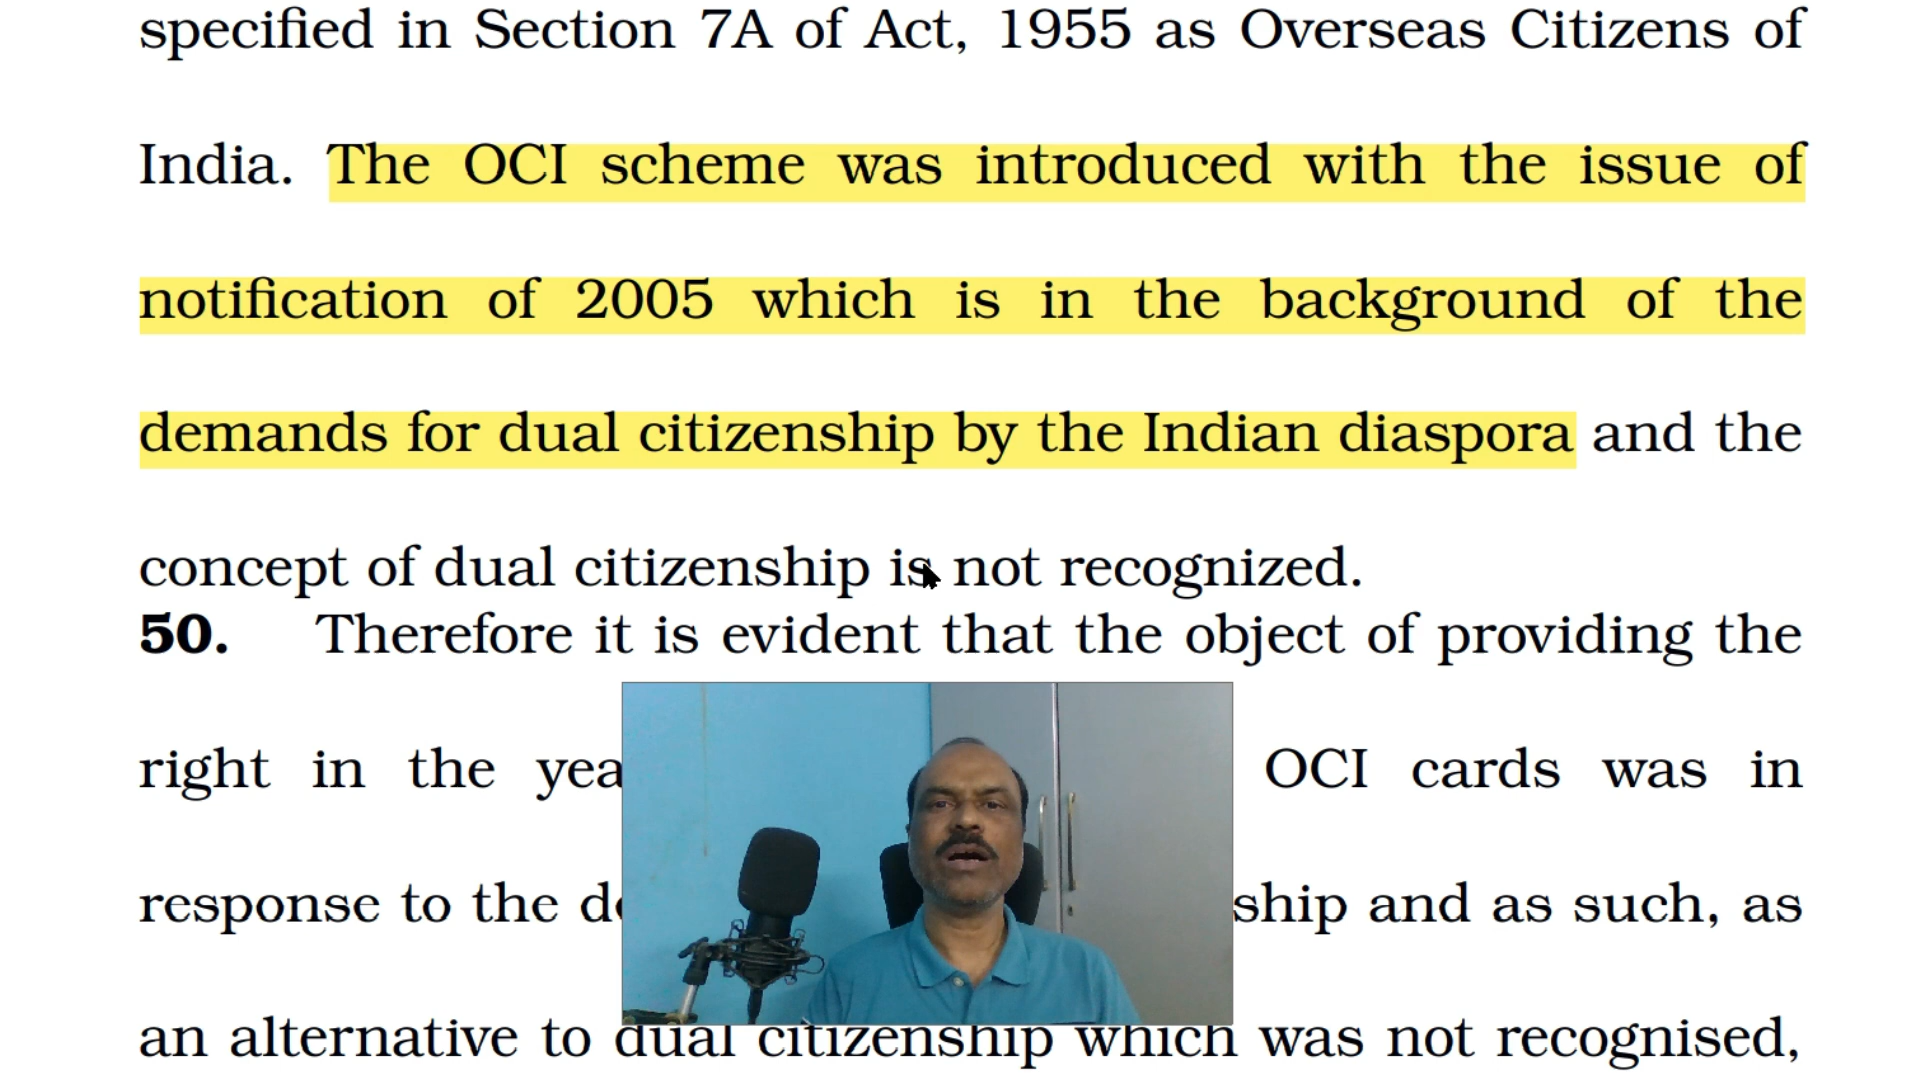 specified in Section 7A of Act, 1955 as Overseas Citizens of
India. The OCI scheme was introduced with the issue of
notification of 2005 which is in the background of the
demands for dual citizenship by the Indian diaspora and the
concept of dual citizenship is not recognized.
50. Therefore it is evident that the object of providing the
right in the OCI cards was in
response to the and as such, as
an alternative to dual citizenship which was not recognised,